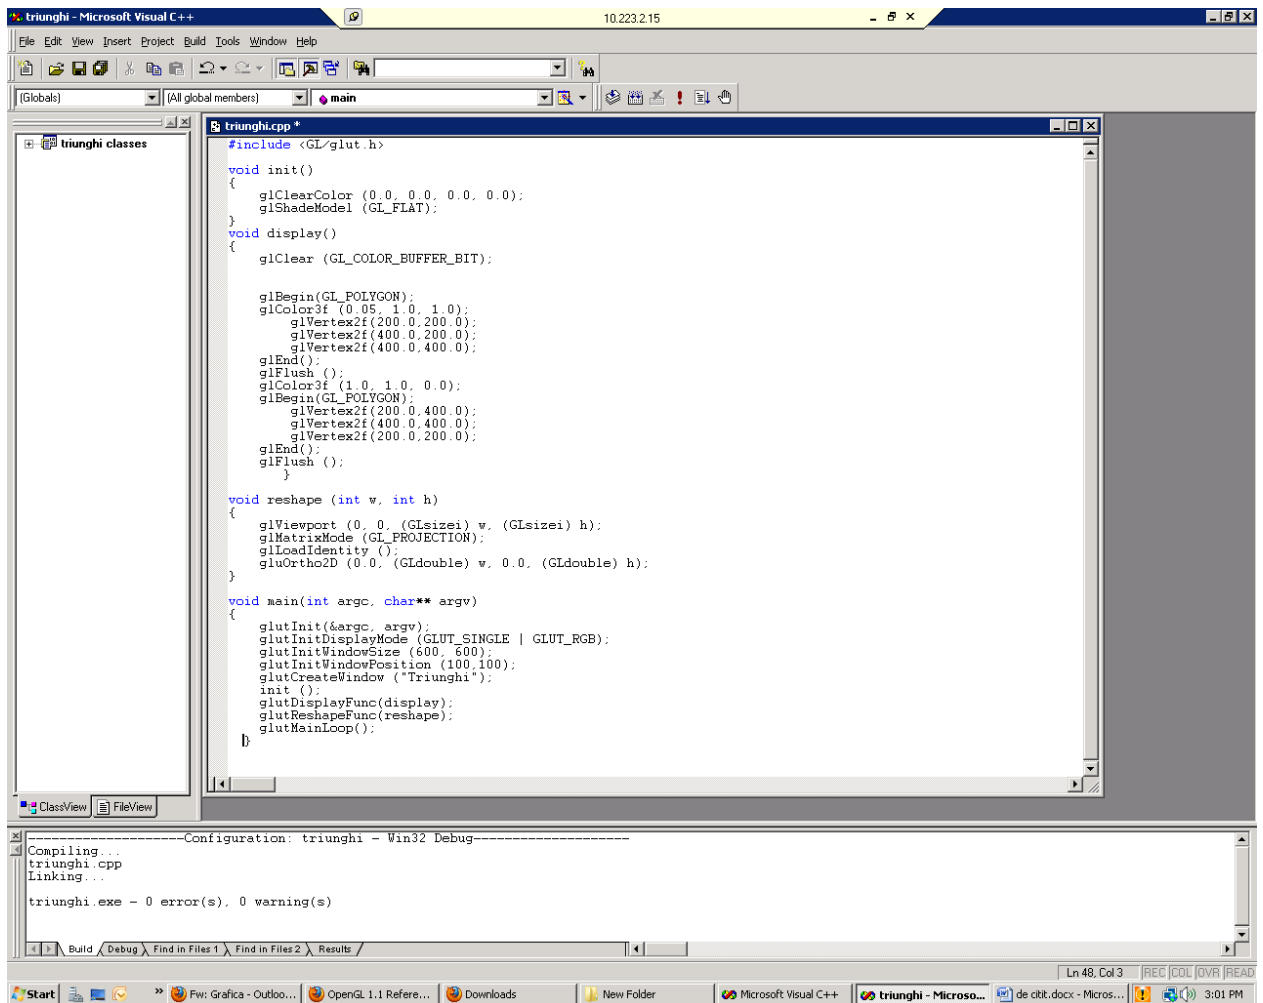 triunghi - Microsoft Visual C++
10.223.2.15
File Edit View Insert Project Build Tools Window Help
(Globals) (All global members) main
triunghi classes
triunghi.cpp *
#include <GL/glut.h>
void init()
{
glClearColor (0.0, 0.0, 0.0, 0.0);
glShadeModel (GL_FLAT);
}
void display()
{
glClear (GL_COLOR_BUFFER_BIT);
glBegin(GL_POLYGON);
glColor3f (0.05, 1.0, 1.0);
glVertex2f(200.0,200.0);
glVertex2f(400.0,200.0);
glVertex2f(400.0,400.0);
glEnd();
glFlush ();
glColor3f (1.0, 1.0, 0.0);
glBegin(GL_POLYGON);
glVertex2f(200.0,400.0);
glVertex2f(400.0,400.0);
glVertex2f(200.0,200.0);
glEnd();
glFlush ();
}
void reshape (int w, int h)
{
glViewport (0, 0, (GLsizei) w, (GLsizei) h);
glMatrixMode (GL_PROJECTION);
glLoadIdentity ();
gluOrtho2D (0.0, (GLdouble) w, 0.0, (GLdouble) h);
}
void main(int argc, char** argv)
{
glutInit(&argc, argv);
glutInitDisplayMode (GLUT_SINGLE | GLUT_RGB);
glutInitWindowSize (600, 600);
glutInitWindowPosition (100,100);
glutCreateWindow ("Triunghi");
init ();
glutDisplayFunc(display);
glutReshapeFunc(reshape);
glutMainLoop();
}
ClassView FileView
--------------------Configuration: triunghi - Win32 Debug--------------------
Compiling...
triunghi.cpp
Linking...
triunghi.exe - 0 error(s), 0 warning(s)
Build Debug Find in Files 1 Find in Files 2 Results
Ln 48, Col 3 REC COL OVR READ
Start » Fw: Grafica - Outloo... OpenGL 1.1 Refere... Downloads New Folder Microsoft Visual C++ triunghi - Microso... de citit.docx - Micros... 3:01 PM